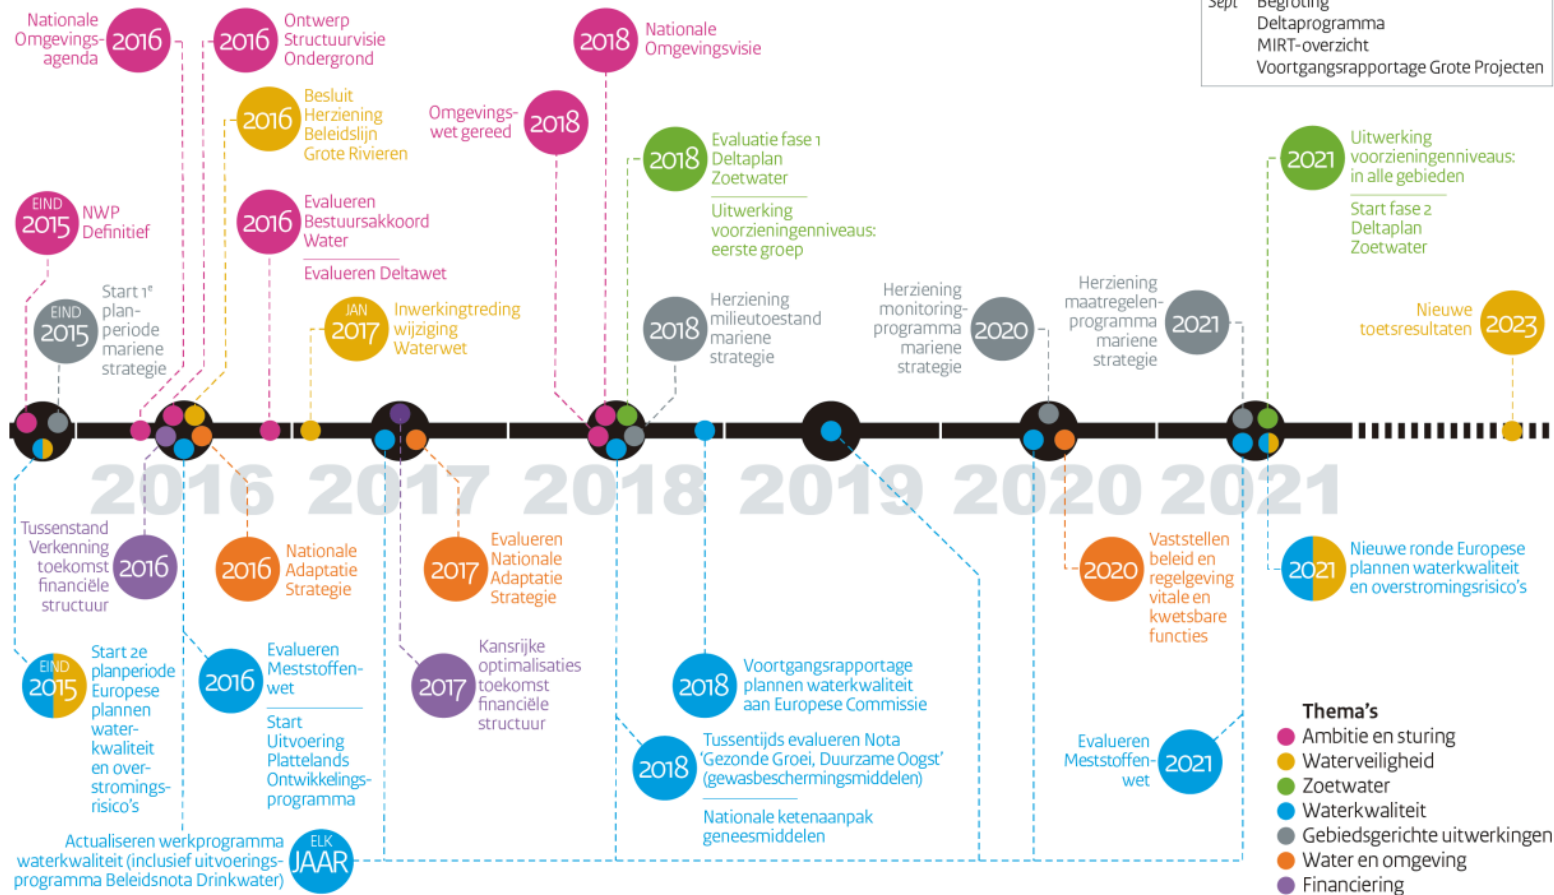 Sept Begroting
Deltaprogramma
MIRT-overzicht
Voortgangsrapportage Grote Projecten
Nationale
Omgevings-
agenda
2016
2016
Ontwerp
Structuurvisie
Ondergrond
2016
Besluit
Herziening
Beleidslijn
Grote Rivieren
EIND
2015
NWP
Definitief
2016
Evalueren
Bestuursakkoord
Water
Evalueren Deltawet
EIND
2015
Start 1e
plan-
periode
mariene
strategie
JAN
2017
Inwerkingtreding
wijziging
Waterwet
2018
Nationale
Omgevingsvisie
Omgevings-
wet gereed
2018
2018
Evaluatie fase 1
Deltaplan
Zoetwater
Uitwerking
voorzieningenniveaus:
eerste groep
2018
Herziening
milieutoestand
mariene
strategie
Herziening
monitoring-
programma
mariene
strategie
2020
Herziening
maatregelen-
programma
mariene
strategie
2021
2021
Uitwerking
voorzieningenniveaus:
in alle gebieden
Start fase 2
Deltaplan
Zoetwater
Nieuwe
toetsresultaten
2023
2016 2017 2018 2019 2020 2021
Tussenstand
Verkenning
toekomst
financiële
structuur
2016
2016
Nationale
Adaptatie
Strategie
2017
Evalueren
Nationale
Adaptatie
Strategie
2020
Vaststellen
beleid en
regelgeving
vitale en
kwetsbare
functies
2021
Nieuwe ronde Europese
plannen waterkwaliteit
en overstromingsrisico's
EIND
2015
Start 2e
planperiode
Europese
plannen
water-
kwaliteit
en over-
stromings-
risico's
2016
Evalueren
Meststoffen-
wet
Start
Uitvoering
Plattelands
Ontwikkelings-
programma
2017
Kansrijke
optimalisaties
toekomst
financiële
structuur
2018
Voortgangsrapportage
plannen waterkwaliteit
aan Europese Commissie
2018
Tussentijds evalueren Nota
'Gezonde Groei, Duurzame Oogst'
(gewasbeschermingsmiddelen)
Nationale ketenaanpak
geneesmiddelen
Evalueren
Meststoffen-
wet
2021
Actualiseren werkprogramma
waterkwaliteit (inclusief uitvoerings-
programma Beleidsnota Drinkwater)
ELK
JAAR
Thema's
Ambitie en sturing
Waterveiligheid
Zoetwater
Waterkwaliteit
Gebiedsgerichte uitwerkingen
Water en omgeving
Financiering